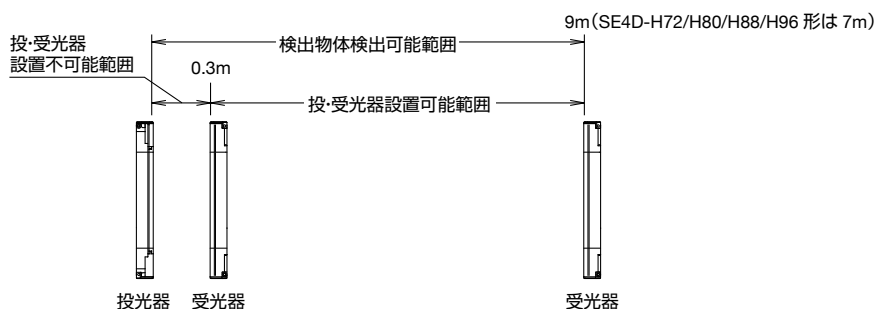 9m（SE4D-H72/H80/H88/H96 形は 7m）
検出物体検出可能範囲
投・受光器
設置不可能範囲
0.3m
投・受光器設置可能範囲
投光器
受光器
受光器